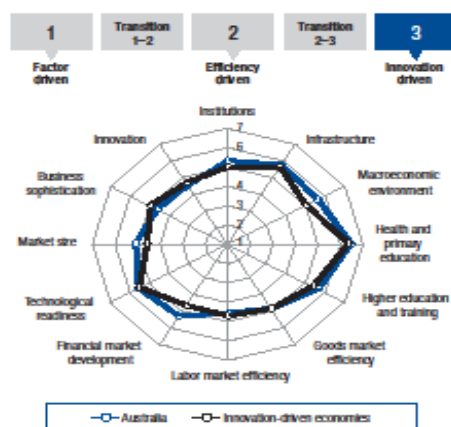 1
Transition
1–2
2
Transition
2–3
3
Factor
driven
Efficiency
driven
Innovation
driven
Institutions
7
6
5
4
3
2
1
Innovation
Infrastructure
Business
sophistication
Macroeconomic
environment
Market size
Health and
primary
education
Technological
readiness
Higher education
and training
Financial market
development
Goods market
efficiency
Labor market efficiency
Australia
Innovation-driven economies